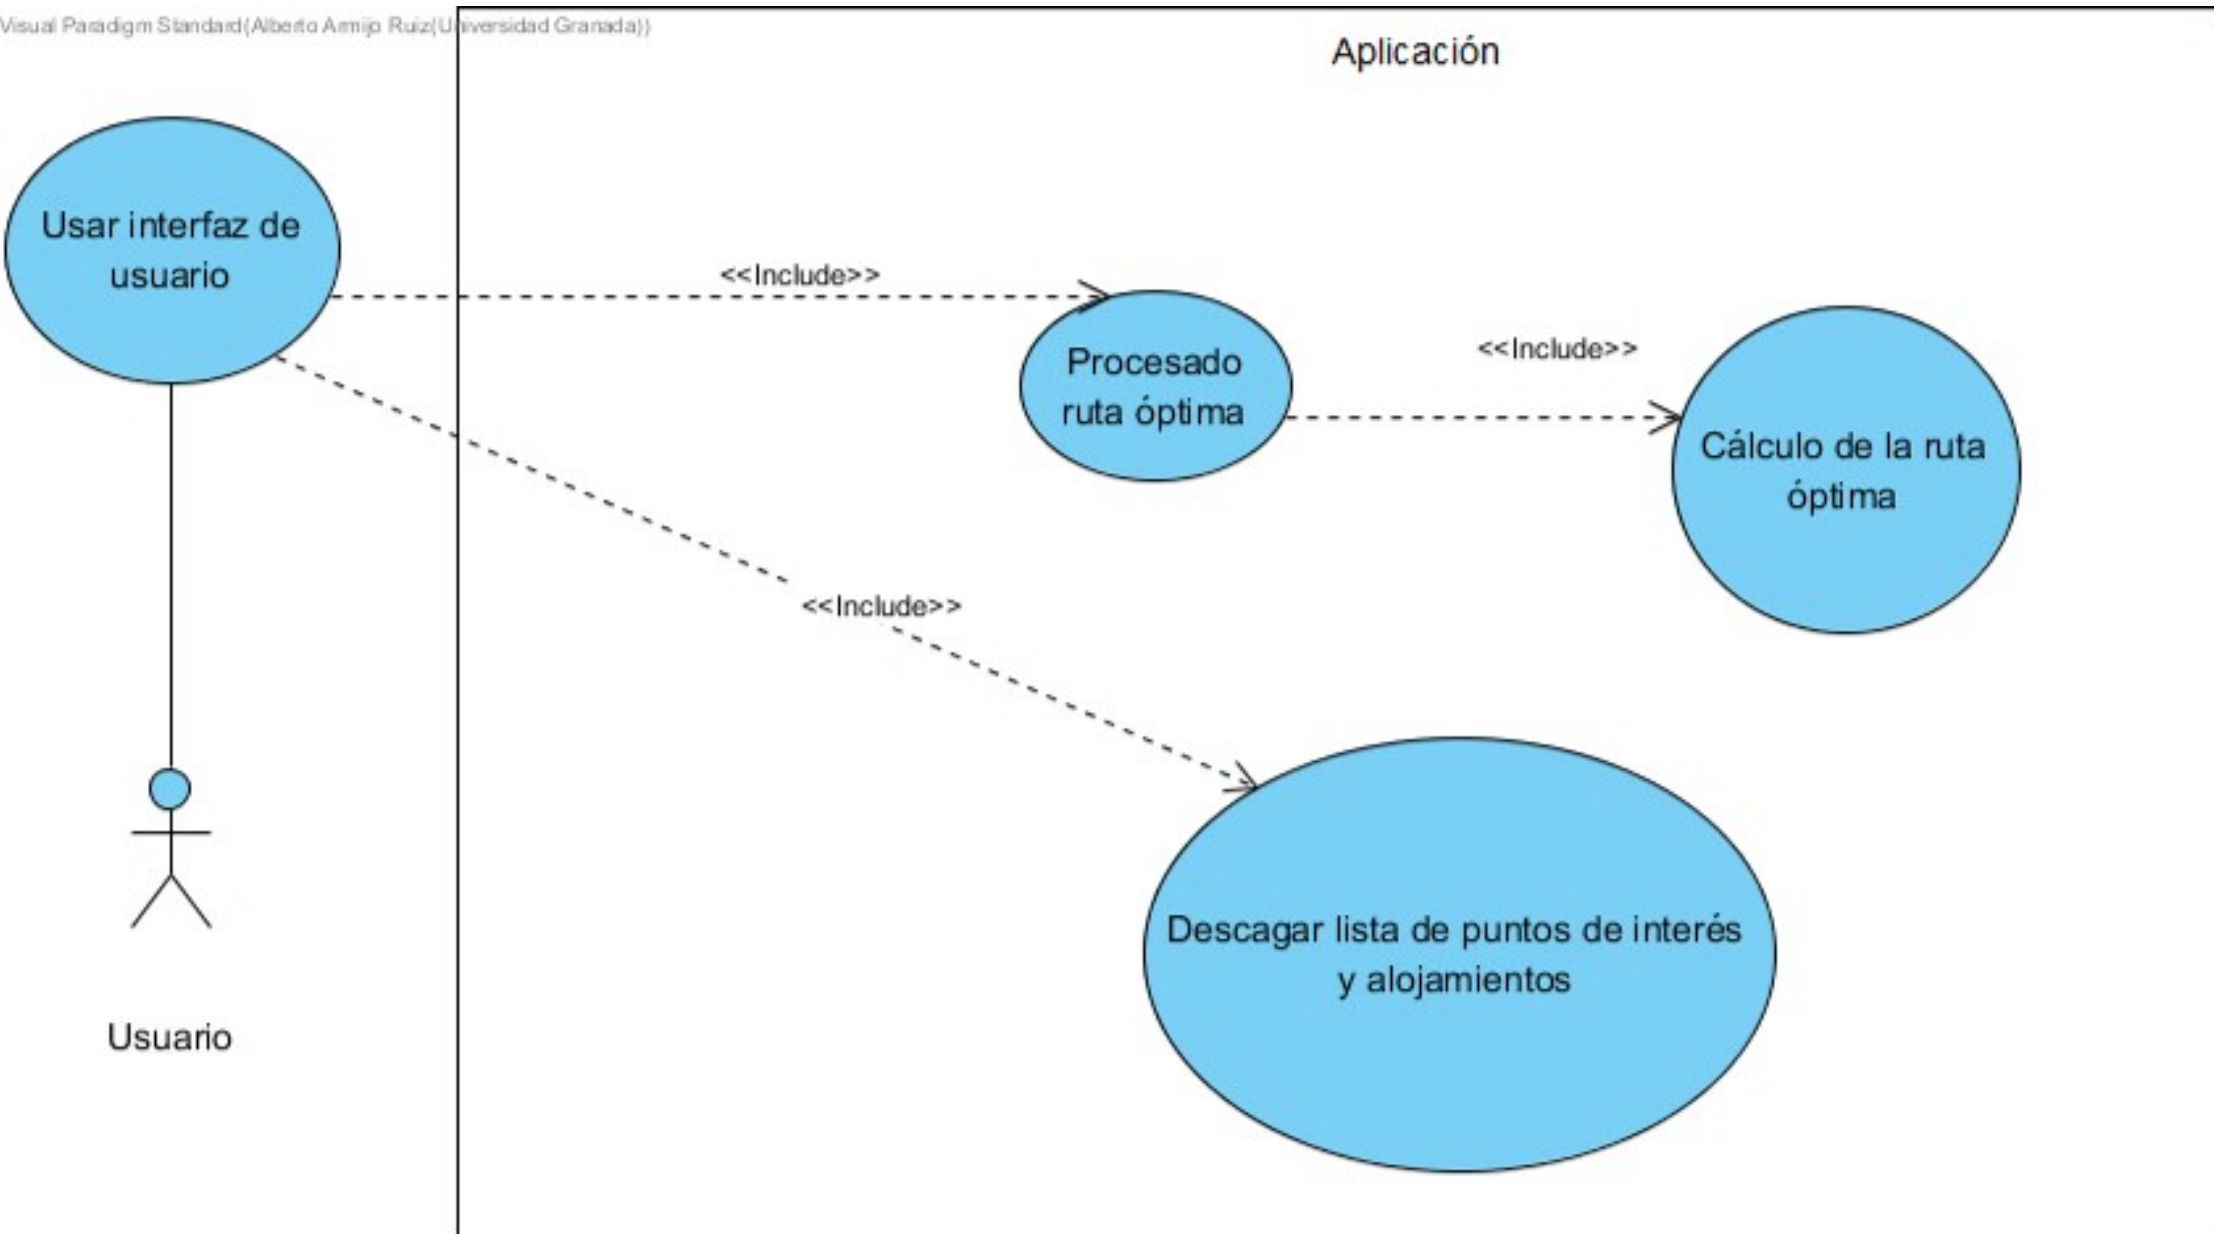 Visual Paradigm Standard(Alberto Armijo Ruiz(Universidad Granada))
Aplicación
Usar interfaz de
usuario
<<Include>>
Procesado
ruta óptima
<<Include>>
Cálculo de la ruta
óptima
<<Include>>
Descagar lista de puntos de interés
y alojamientos
Usuario